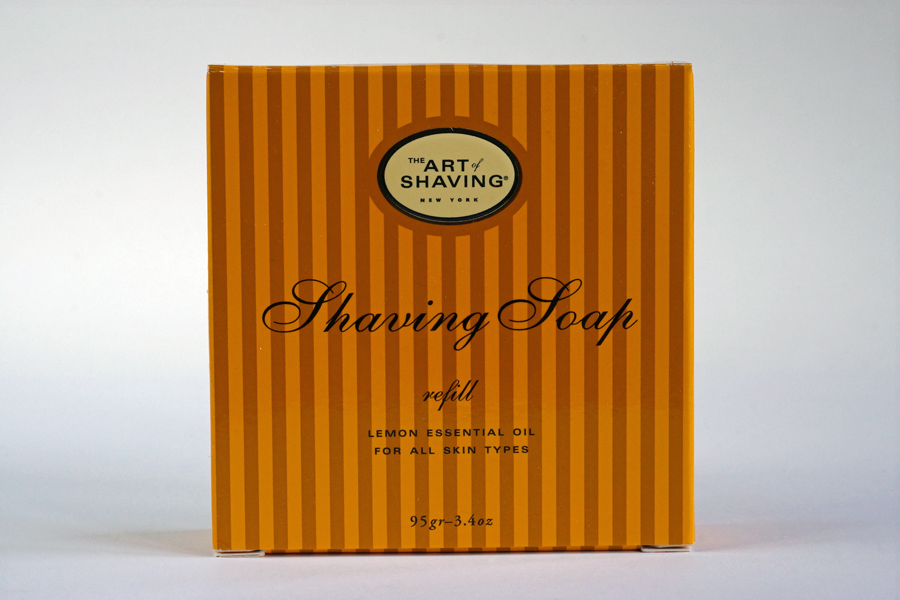 THE ART of
SHAVING®
NEW YORK
Shaving Soap
refill
LEMON ESSENTIAL OIL
FOR ALL SKIN TYPES
95gr–3.4oz